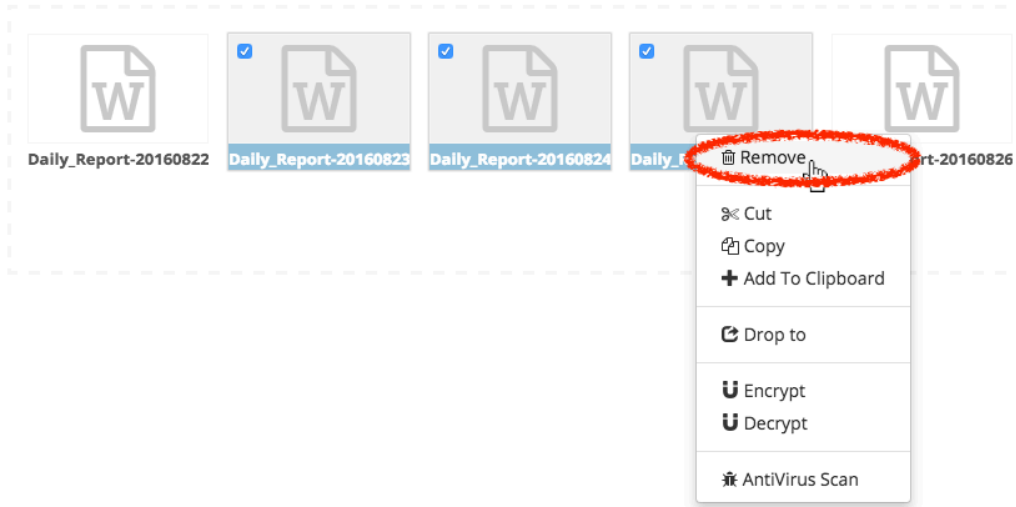 W W W W W
Daily_Report-20160822 Daily_Report-20160823 Daily_Report-20160824 Daily_ rt-20160826
Remove
Cut
Copy
Add To Clipboard
Drop to
Encrypt
Decrypt
AntiVirus Scan